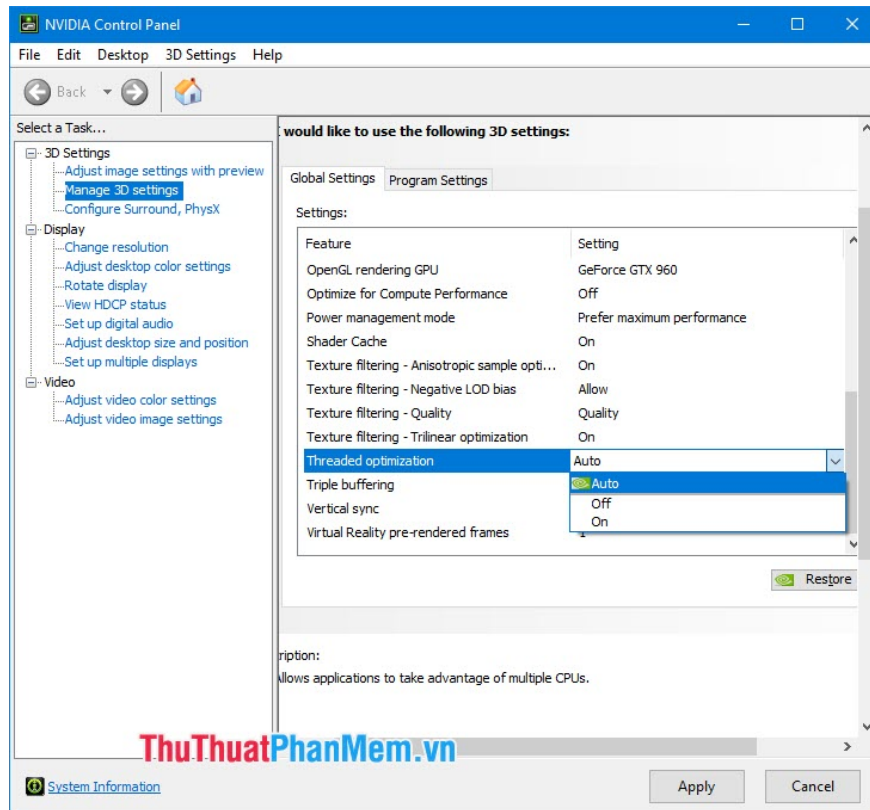 NVIDIA Control Panel
File Edit Desktop 3D Settings Help
Back
Select a Task...
3D Settings
Adjust image settings with preview
Manage 3D settings
Configure Surround, PhysX
Display
Change resolution
Adjust desktop color settings
Rotate display
View HDCP status
Set up digital audio
Adjust desktop size and position
Set up multiple displays
Video
Adjust video color settings
Adjust video image settings
would like to use the following 3D settings:
Global Settings Program Settings
Settings:
Feature Setting
OpenGL rendering GPU GeForce GTX 960
Optimize for Compute Performance Off
Power management mode Prefer maximum performance
Shader Cache On
Texture filtering - Anisotropic sample opti... On
Texture filtering - Negative LOD bias Allow
Texture filtering - Quality Quality
Texture filtering - Trilinear optimization On
Threaded optimization Auto
Triple buffering Auto
Vertical sync Off
On
Virtual Reality pre-rendered frames
Restore
ription:
llows applications to take advantage of multiple CPUs.
ThuThuatPhanMem.vn
System Information
Apply Cancel